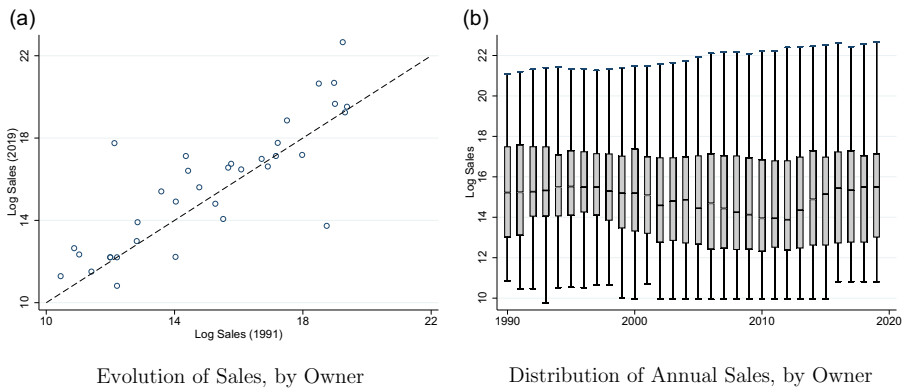 (a)
22
18
14
10
Log Sales (2019)
10 14 18 22
Log Sales (1991)
Evolution of Sales, by Owner
(b)
22
20
18
16
14
12
10
Log Sales
1990 2000 2010 2020
Distribution of Annual Sales, by Owner